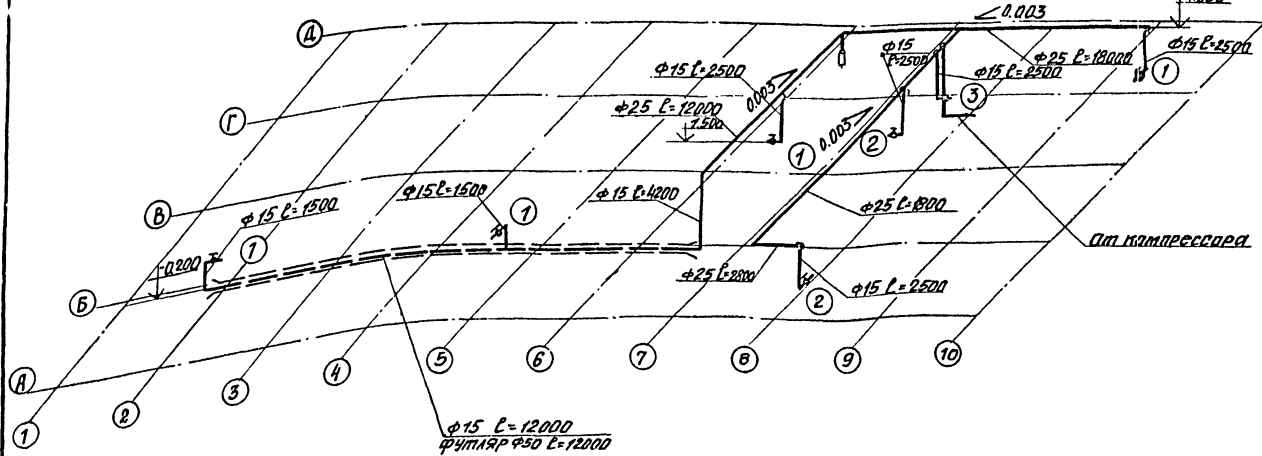 0.003
Д
ф15 ℓ=2500
ф15
ℓ=2500
ф25 ℓ=18000
ф15 ℓ=2500
ф15 ℓ=2500
1
3
0.003
ф25 ℓ=12000
1.500
Г
1
0.003
2
ф15 ℓ=1500
ф15 ℓ=4200
ф25 ℓ=1800
В
ф15 ℓ=1500
1
1
От компрессора
-0.200
ф25 ℓ=2800
ф15 ℓ=2500
2
Б
А
1
2
3
4
5
6
7
8
9
10
ф15 ℓ=12000
футляр ф50 ℓ=12000